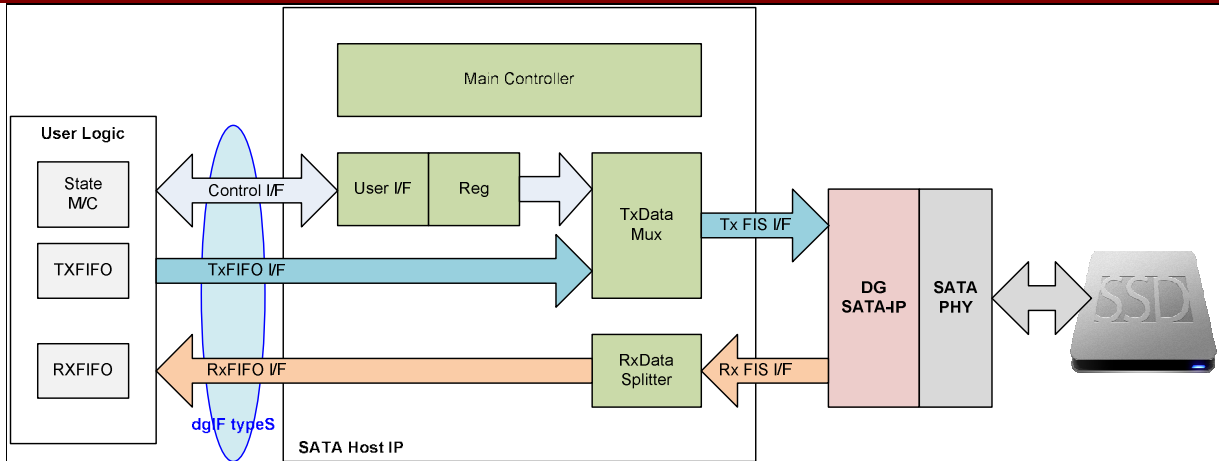 Main Controller
User Logic
State
M/C
Control I/F
User I/F
Reg
TxData
Mux
Tx FIS I/F
TXFIFO
TxFIFO I/F
DG
SATA-IP
SATA
PHY
SSD
RXFIFO
RxFIFO I/F
RxData
Splitter
Rx FIS I/F
dgIF typeS
SATA Host IP